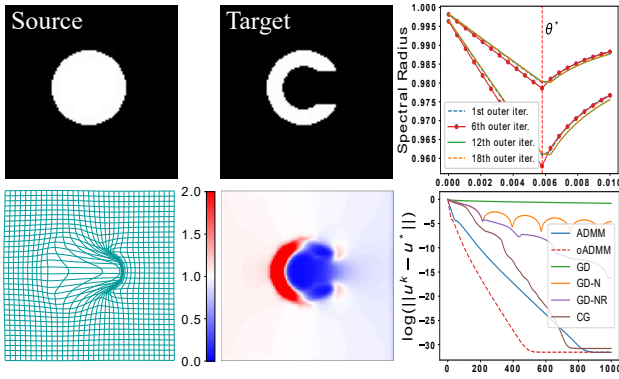 Source
Target
Spectral Radius
1.000
0.995
0.990
0.985
0.980
0.975
0.970
0.965
0.960
θ*
1st outer iter.
6th outer iter.
12th outer iter.
18th outer iter.
0.000 0.002 0.004 0.006 0.008 0.010
2.0
1.5
1.0
0.5
0.0
log(||u^k − u^*||)
0
−5
−10
−15
−20
−25
−30
ADMM
oADMM
GD
GD-N
GD-NR
CG
0 200 400 600 800 1000